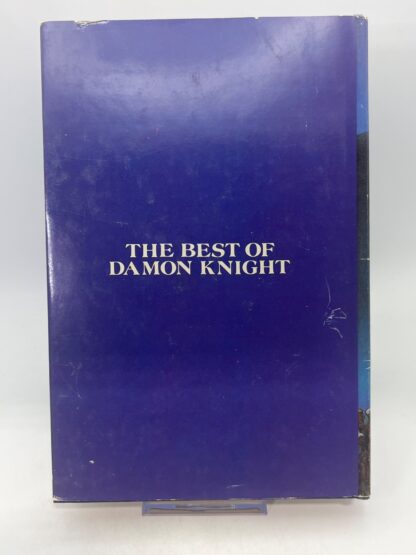 THE BEST OF
DAMON KNIGHT